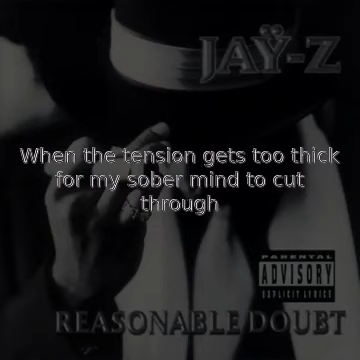 JAŸ-Z
When the tension gets too thick
for my sober mind to cut
through
PARENTAL
ADVISORY
EXPLICIT LYRICS
REASONABLE DOUBT